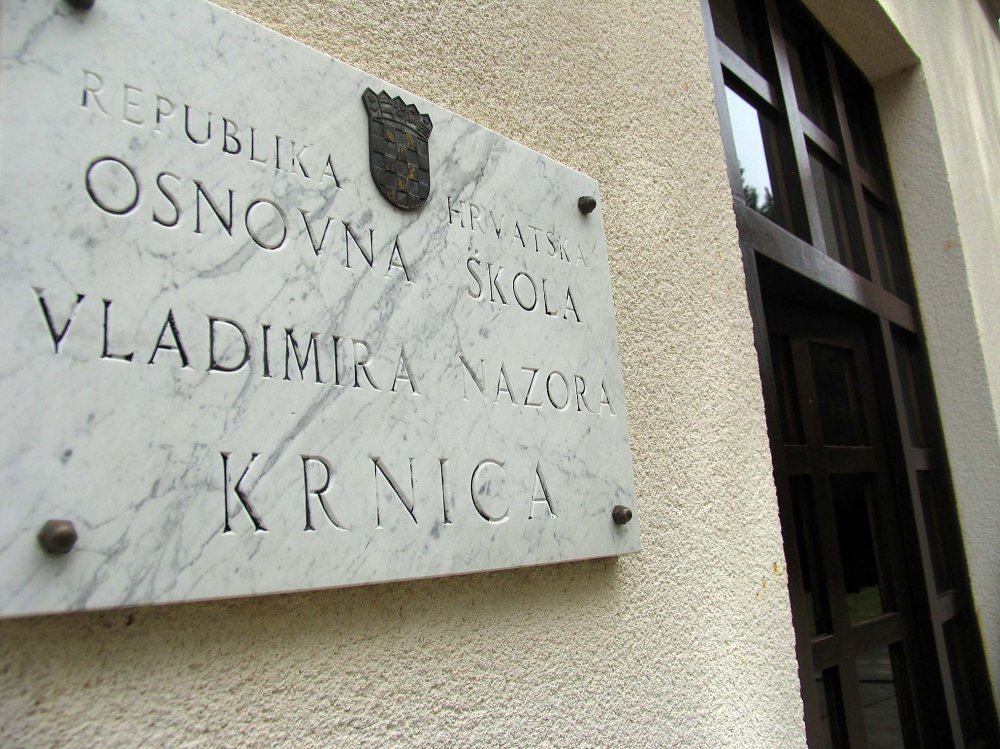 REPUBLIKA HRVATSKA
OSNOVNA ŠKOLA
VLADIMIRA NAZORA
KRNICA